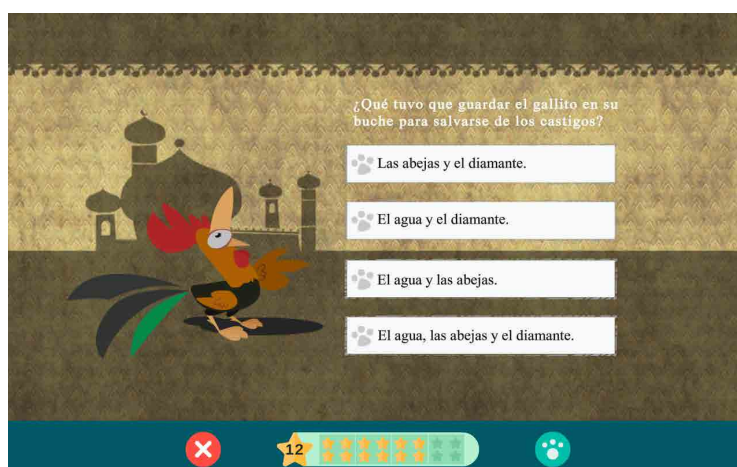 ¿Qué tuvo que guardar el gallito en su
buche para salvarse de los castigos?
Las abejas y el diamante.
El agua y el diamante.
El agua y las abejas.
El agua, las abejas y el diamante.
12